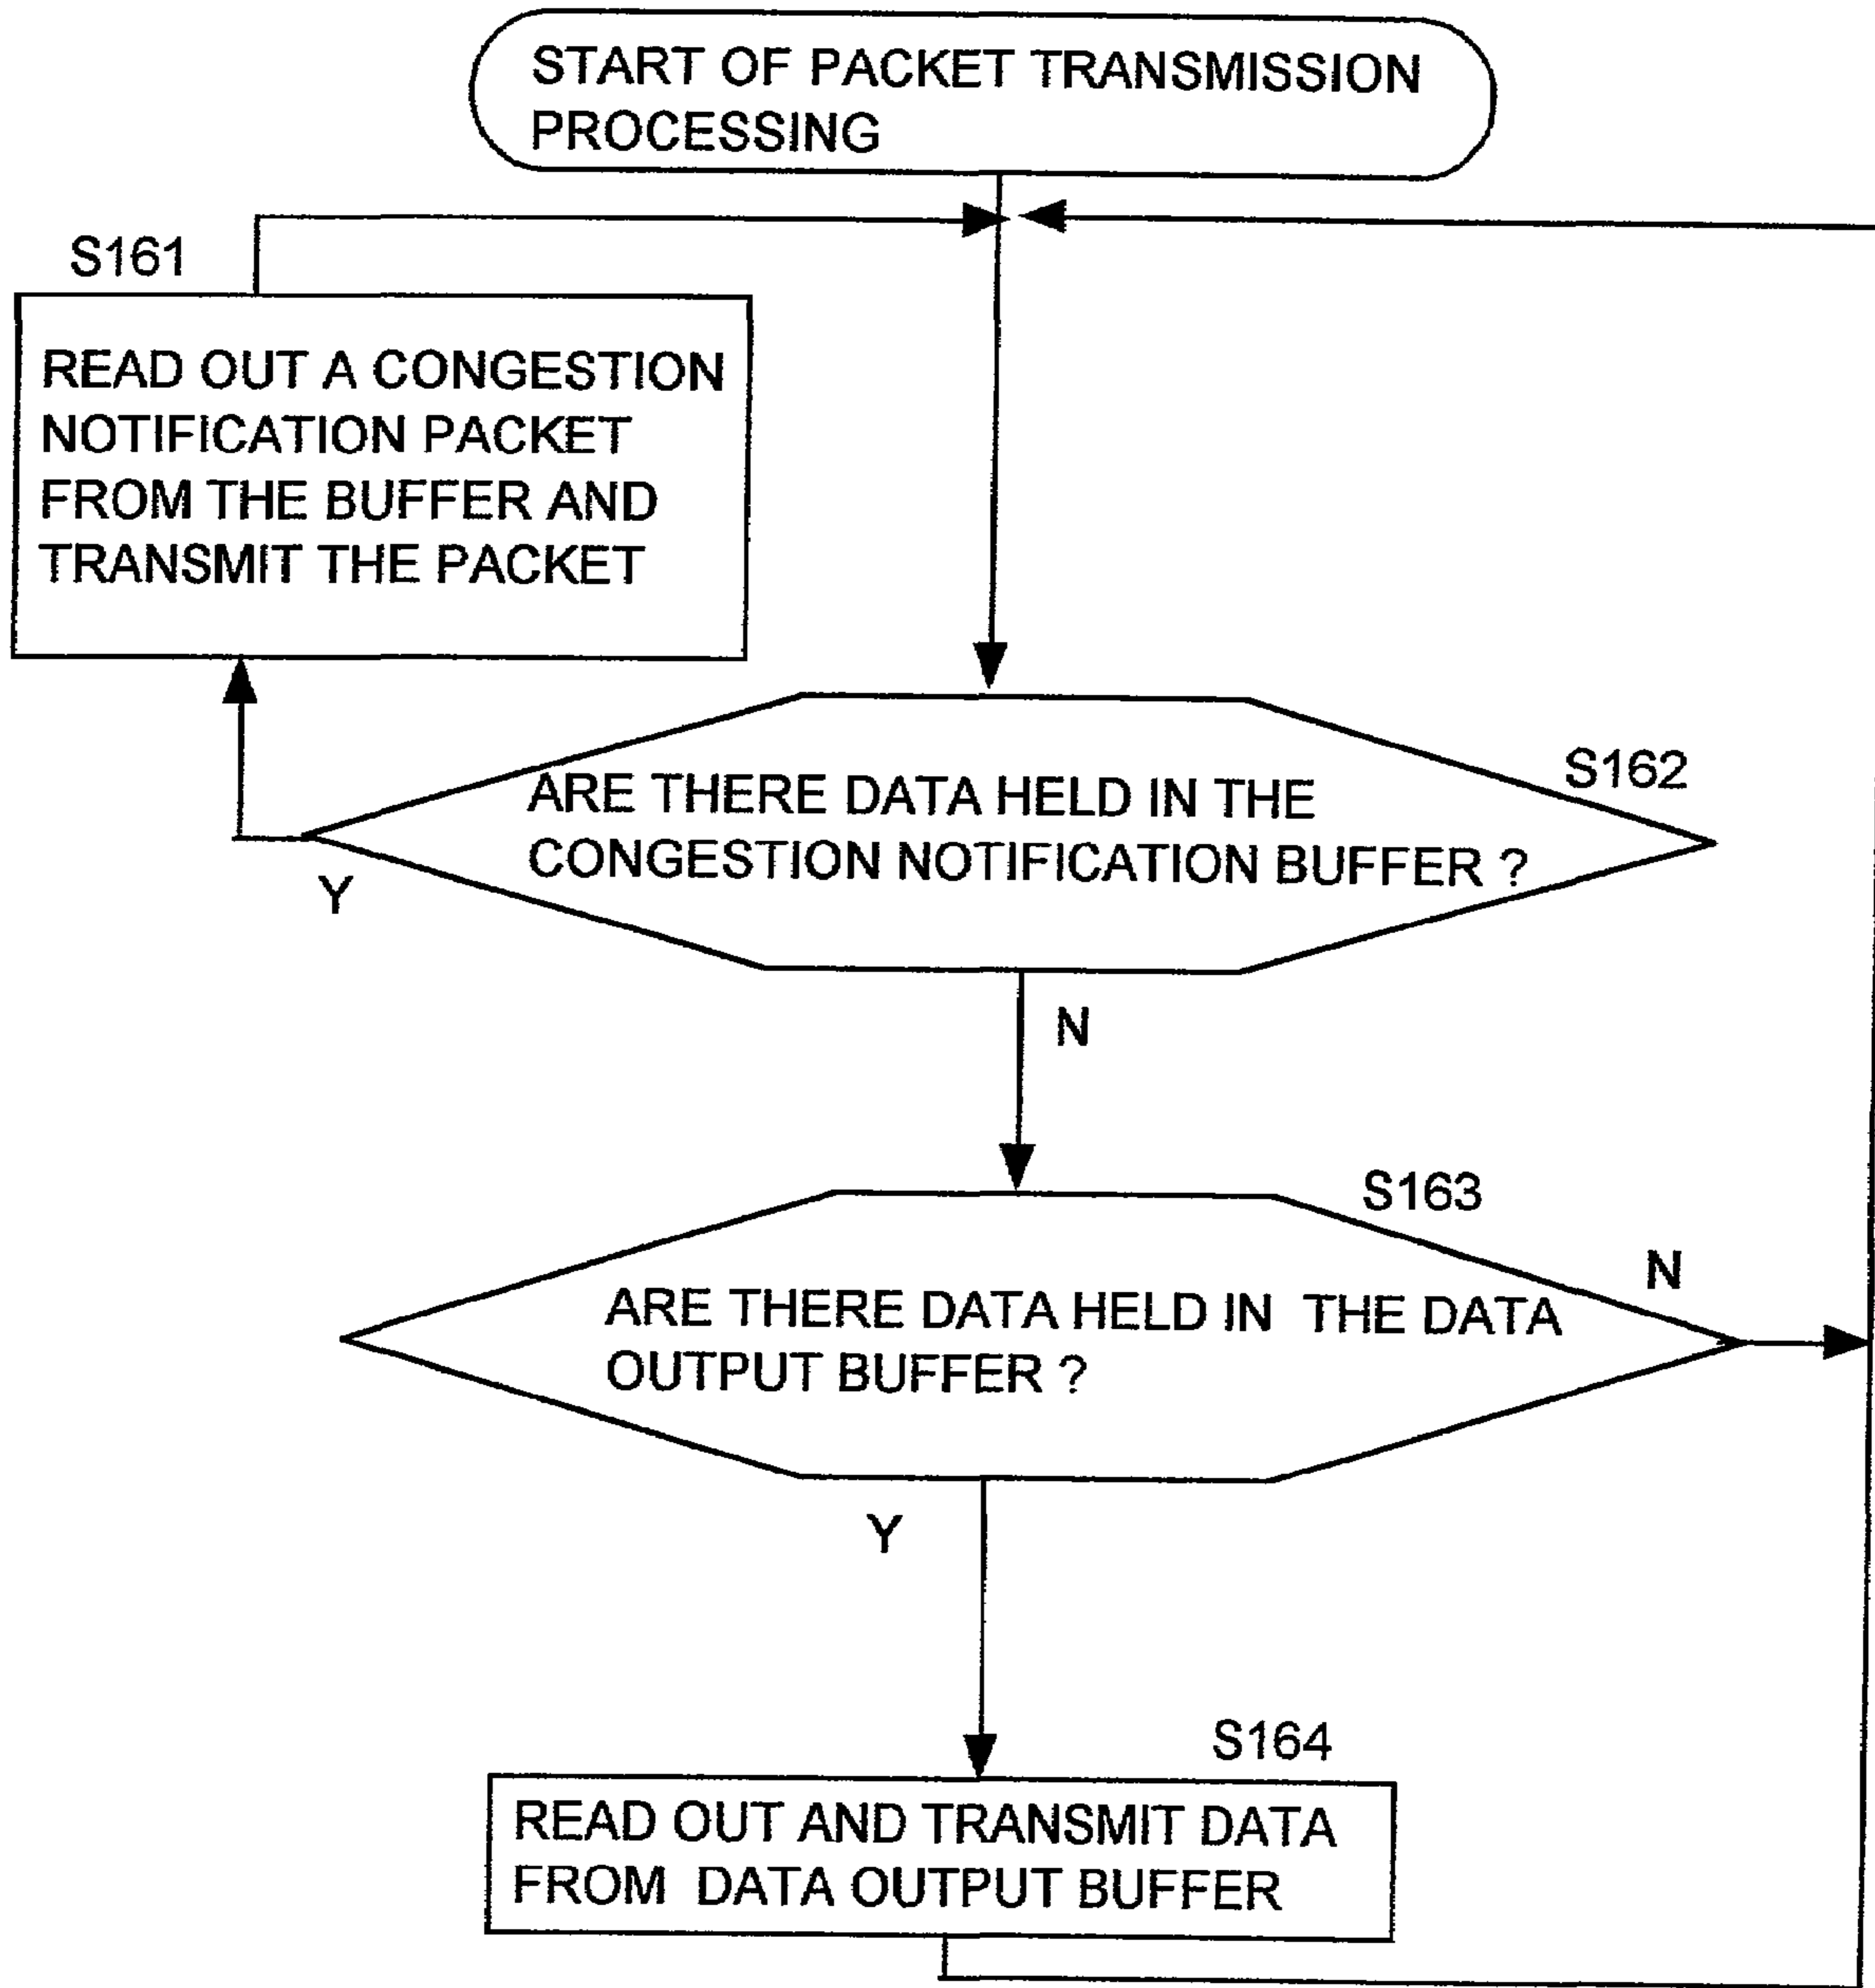 START OF PACKET TRANSMISSION
PROCESSING
S161
READ OUT A CONGESTION
NOTIFICATION PACKET
FROM THE BUFFER AND
TRANSMIT THE PACKET
S162
ARE THERE DATA HELD IN THE
CONGESTION NOTIFICATION BUFFER ?
Y
N
S163
N
ARE THERE DATA HELD IN THE DATA
OUTPUT BUFFER ?
Y
S164
READ OUT AND TRANSMIT DATA
FROM DATA OUTPUT BUFFER